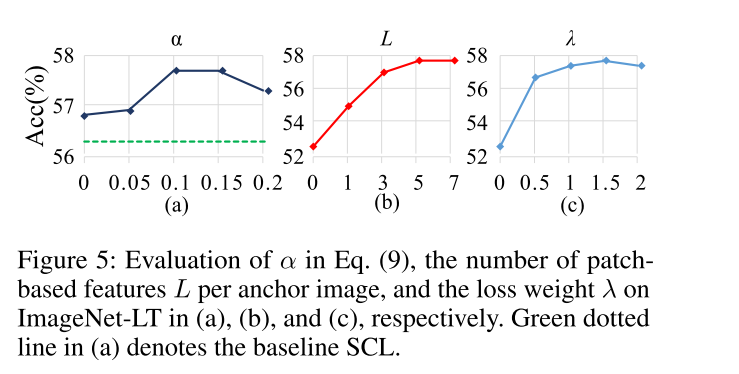 α L λ
Acc(%)
58 58 58
57 56 56
54 54
56 52 52
0 0.05 0.1 0.15 0.2 0 1 3 5 7 0 0.5 1 1.5 2
(a) (b) (c)
Figure 5: Evaluation of α in Eq. (9), the number of patch-
based features L per anchor image, and the loss weight λ on
ImageNet-LT in (a), (b), and (c), respectively. Green dotted
line in (a) denotes the baseline SCL.